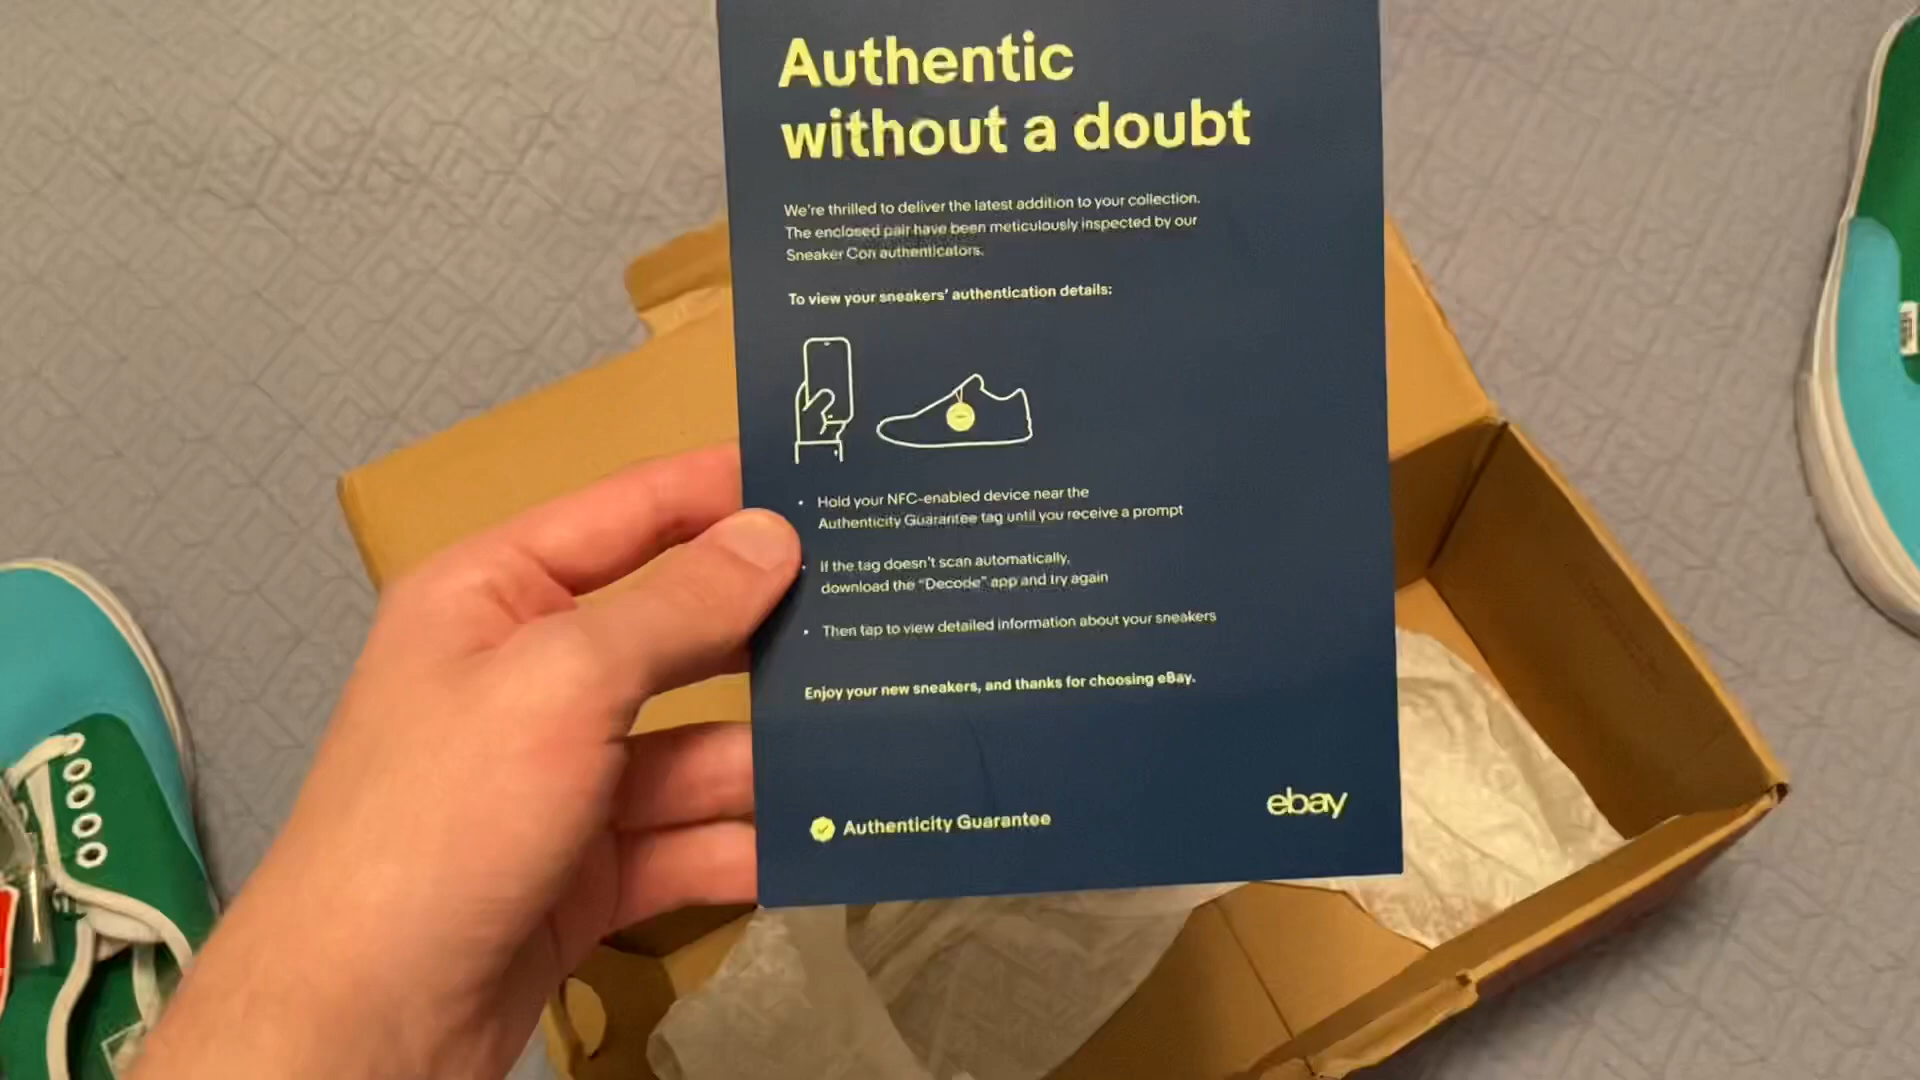 Authentic
without a doubt
We're thrilled to deliver the latest addition to your collection.
The enclosed pair have been meticulously inspected by our
Sneaker Con authenticators.
To view your sneakers' authentication details:
• Hold your NFC-enabled device near the
Authenticity Guarantee tag until you receive a prompt
• If the tag doesn't scan automatically,
download the "Decode" app and try again
• Then tap to view detailed information about your sneakers
Enjoy your new sneakers, and thanks for choosing eBay.
Authenticity Guarantee
ebay